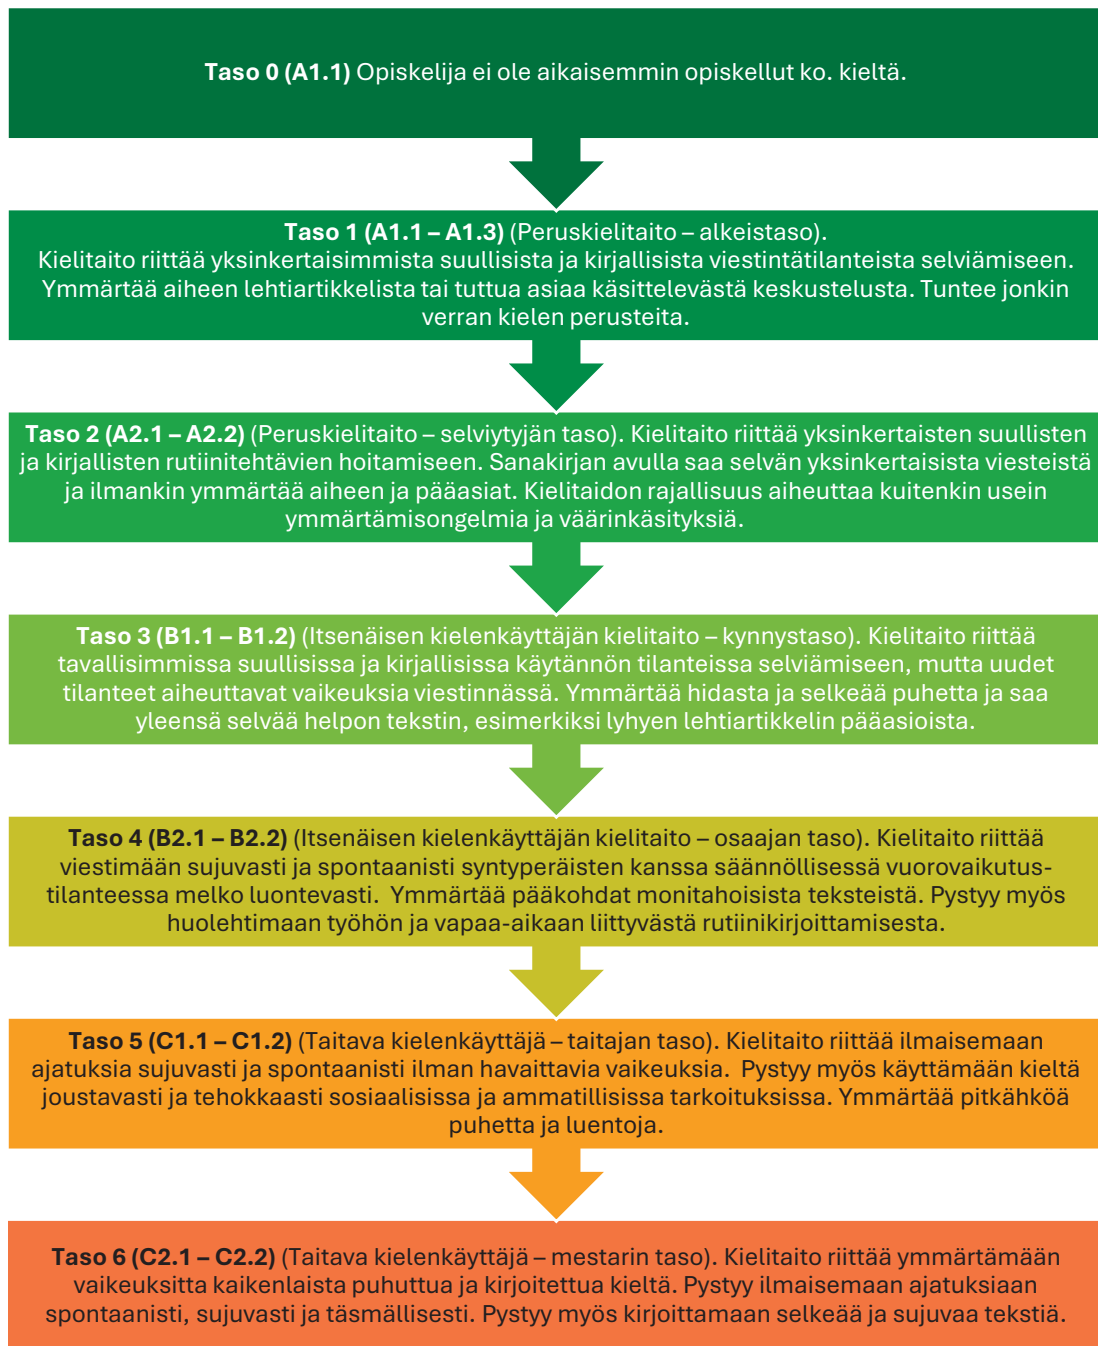 Taso 0 (A1.1) Opiskelija ei ole aikaisemmin opiskellut ko. kieltä.
Taso 1 (A1.1 – A1.3) (Peruskielitaito – alkeistaso).
Kielitaito riittää yksinkertaisimmista suullisista ja kirjallisista viestintätilanteista selviämiseen.
Ymmärtää aiheen lehtiartikkelista tai tuttua asiaa käsittelevästä keskustelusta. Tuntee jonkin
verran kielen perusteita.
Taso 2 (A2.1 – A2.2) (Peruskielitaito – selviytyjän taso). Kielitaito riittää yksinkertaisten suullisten
ja kirjallisten rutiinitehtävien hoitamiseen. Sanakirjan avulla saa selvän yksinkertaisista viesteistä
ja ilmankin ymmärtää aiheen ja pääasiat. Kielitaidon rajallisuus aiheuttaa kuitenkin usein
ymmärtämisongelmia ja väärinkäsityksiä.
Taso 3 (B1.1 – B1.2) (Itsenäisen kielenkäyttäjän kielitaito – kynnystaso). Kielitaito riittää
tavallisimmissa suullisissa ja kirjallisissa käytännön tilanteissa selviämiseen, mutta uudet
tilanteet aiheuttavat vaikeuksia viestinnässä. Ymmärtää hidasta ja selkeää puhetta ja saa
yleensä selvää helpon tekstin, esimerkiksi lyhyen lehtiartikkelin pääasioista.
Taso 4 (B2.1 – B2.2) (Itsenäisen kielenkäyttäjän kielitaito – osaajan taso). Kielitaito riittää
viestimään sujuvasti ja spontaanisti syntyperäisten kanssa säännöllisessä vuorovaikutus-
tilanteessa melko luontevasti. Ymmärtää pääkohdat monitahoisista teksteistä. Pystyy myös
huolehtimaan työhön ja vapaa-aikaan liittyvästä rutiinikirjoittamisesta.
Taso 5 (C1.1 – C1.2) (Taitava kielenkäyttäjä – taitajan taso). Kielitaito riittää ilmaisemaan
ajatuksia sujuvasti ja spontaanisti ilman havaittavia vaikeuksia. Pystyy myös käyttämään kieltä
joustavasti ja tehokkaasti sosiaalisissa ja ammatillisissa tarkoituksissa. Ymmärtää pitkähköä
puhetta ja luentoja.
Taso 6 (C2.1 – C2.2) (Taitava kielenkäyttäjä – mestarin taso). Kielitaito riittää ymmärtämään
vaikeuksitta kaikenlaista puhuttua ja kirjoitettua kieltä. Pystyy ilmaisemaan ajatuksiaan
spontaanisti, sujuvasti ja täsmällisesti. Pystyy myös kirjoittamaan selkeää ja sujuvaa tekstiä.